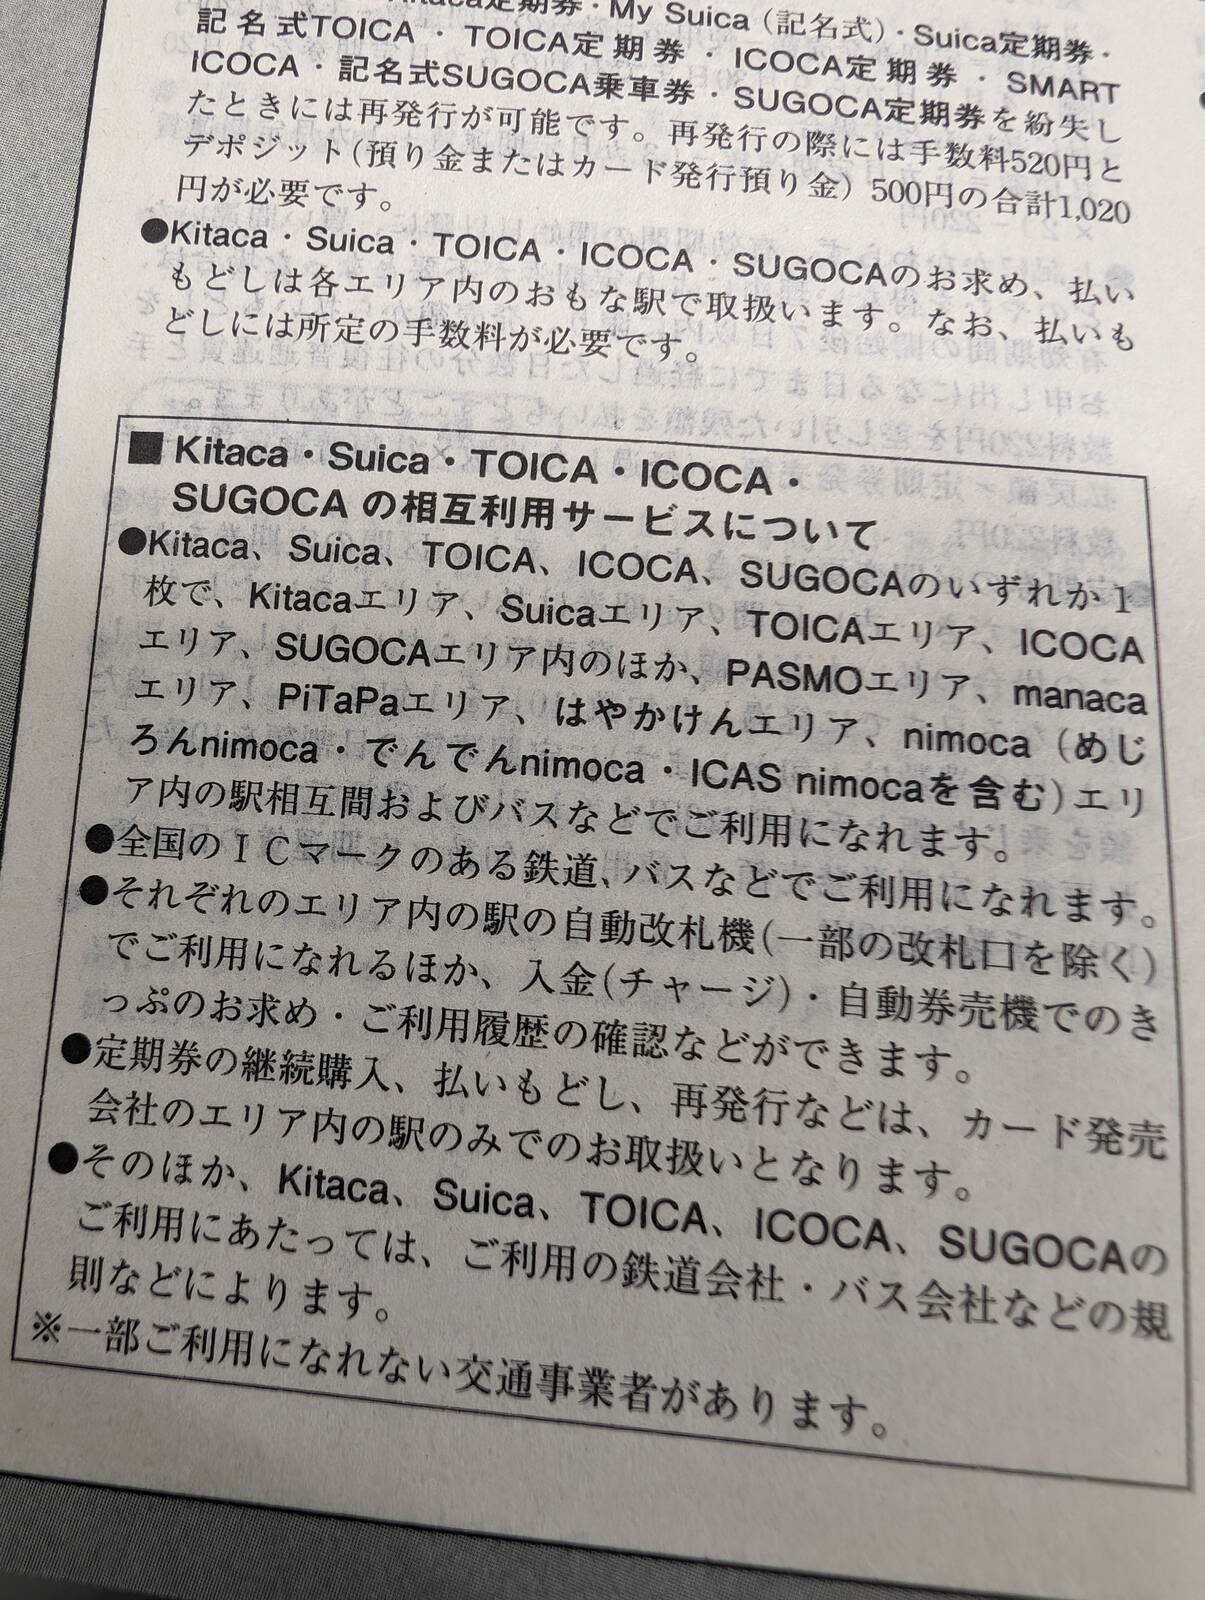 Kitaca定期券・My Suica（記名式）・Suica定期券・
記名式TOICA・TOICA定期券・ICOCA定期券・SMART
ICOCA・記名式SUGOCA乗車券・SUGOCA定期券を紛失し
たときには再発行が可能です。再発行の際には手数料520円と
デポジット(預り金またはカード発行預り金）500円の合計1,020
円が必要です。
●Kitaca・Suica・TOICA・ICOCA・SUGOCAのお求め、払い
もどしは各エリア内のおもな駅で取扱います。なお、払いも
どしには所定の手数料が必要です。
■Kitaca・Suica・TOICA・ICOCA・
SUGOCAの相互利用サービスについて
●Kitaca、Suica、TOICA、ICOCA、SUGOCAのいずれか１
枚で、Kitacaエリア、Suicaエリア、TOICAエリア、ICOCA
エリア、SUGOCAエリア内のほか、PASMOエリア、manaca
エリア、PiTaPaエリア、はやかけんエリア、nimoca（めじ
ろんnimoca・でんでんnimoca・ICAS nimocaを含む）エリ
ア内の駅相互間およびバスなどでご利用になれます。
●全国のＩＣマークのある鉄道、バスなどでご利用になれます。
●それぞれのエリア内の駅の自動改札機(一部の改札口を除く)
でご利用になれるほか、入金(チャージ)・自動券売機でのき
っぷのお求め・ご利用履歴の確認などができます。
●定期券の継続購入、払いもどし、再発行などは、カード発売
会社のエリア内の駅のみでのお取扱いとなります。
●そのほか、Kitaca、Suica、TOICA、ICOCA、SUGOCAの
ご利用にあたっては、ご利用の鉄道会社・バス会社などの規
則などによります。
※一部ご利用になれない交通事業者があります。